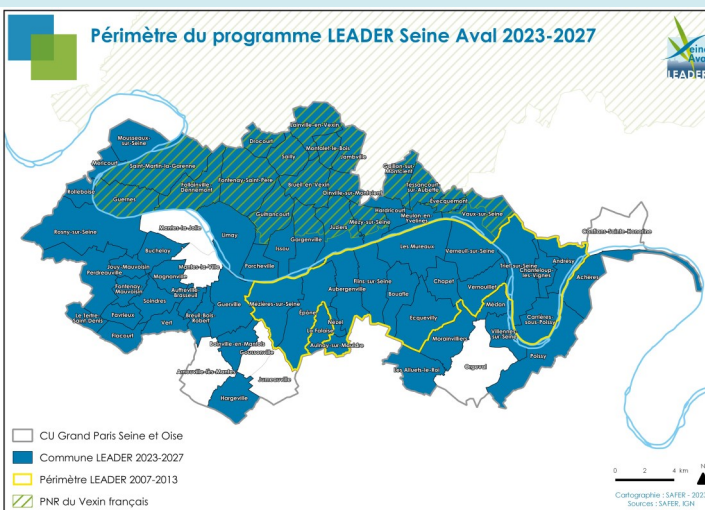 Périmètre du programme LEADER Seine Aval 2023-2027
Seine
Aval
LEADER
Mousseaux-
sur-Seine
Méricourt
Rolleboise
Saint-Martin-la-Garenne
Guernes
Follainville-
Dennemont
Fontenay-Saint-Père
Drocourt
Sailly
Brueil-en-Vexin
Lainville-en-Vexin
Montalet-le-Bois
Jambville
Oinville-sur-Montcient
Gaillon-sur-
Montcient
Tessancourt-
sur-Aubette
Evecquemont
Vaux-sur-Seine
Hardricourt
Meulan-en-
Yvelines
Mézy-sur-Seine
Juziers
Gargenville
Issou
Guitrancourt
Limay
Porcheville
Rosny-sur-Seine
Mantes-la-Jolie
Mantes-la-Ville
Buchelay
Magnanville
Jouy-Mauvoisin
Perdreauville
Fontenay-
Mauvoisin
Soindres
Auffreville-
Brasseuil
Le Tertre-
Saint-Denis
Favrieux
Flacourt
Vert
Breuil-Bois-
Robert
Guerville
Boinville-en-Mantois
Goussonville
Arnouville-lès-Mantes
Jumeauville
Hargeville
Mézières-sur-Seine
Epône
La Falaise
Nézel
Aulnay-sur-Mauldre
Aubergenville
Flins-sur-Seine
Les Mureaux
Bouafle
Chapet
Ecquevilly
Verneuil-sur-Seine
Vernouillet
Médan
Morainvilliers
Villennes-
sur-Seine
Les Alluets-le-Roi
Orgeval
Poissy
Triel-sur-Seine
Chanteloup-
les-Vignes
Andrésy
Carrières-
sous-Poissy
Achères
Conflans-Sainte-Honorine
CU Grand Paris Seine et Oise
Commune LEADER 2023-2027
Périmètre LEADER 2007-2013
PNR du Vexin français
0 2 4 km
N
Cartographie : SAFER - 2023
Sources : SAFER, IGN